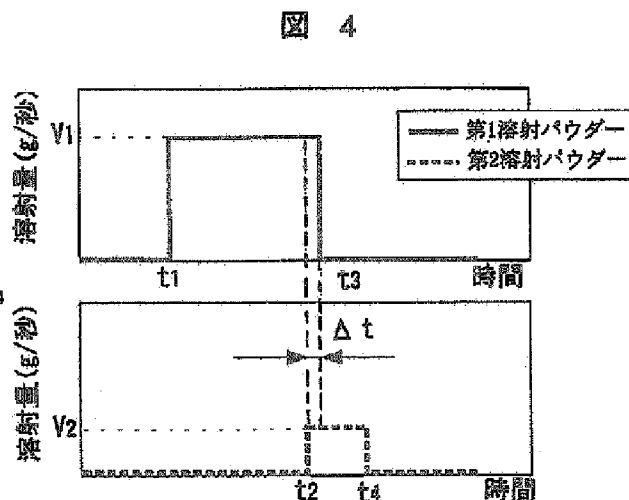 図 4
溶射量(g/秒)
V1
第1溶射パウダー
第2溶射パウダー
t1
t3
時間
溶射量(g/秒)
Δt
V2
t2
t4
時間